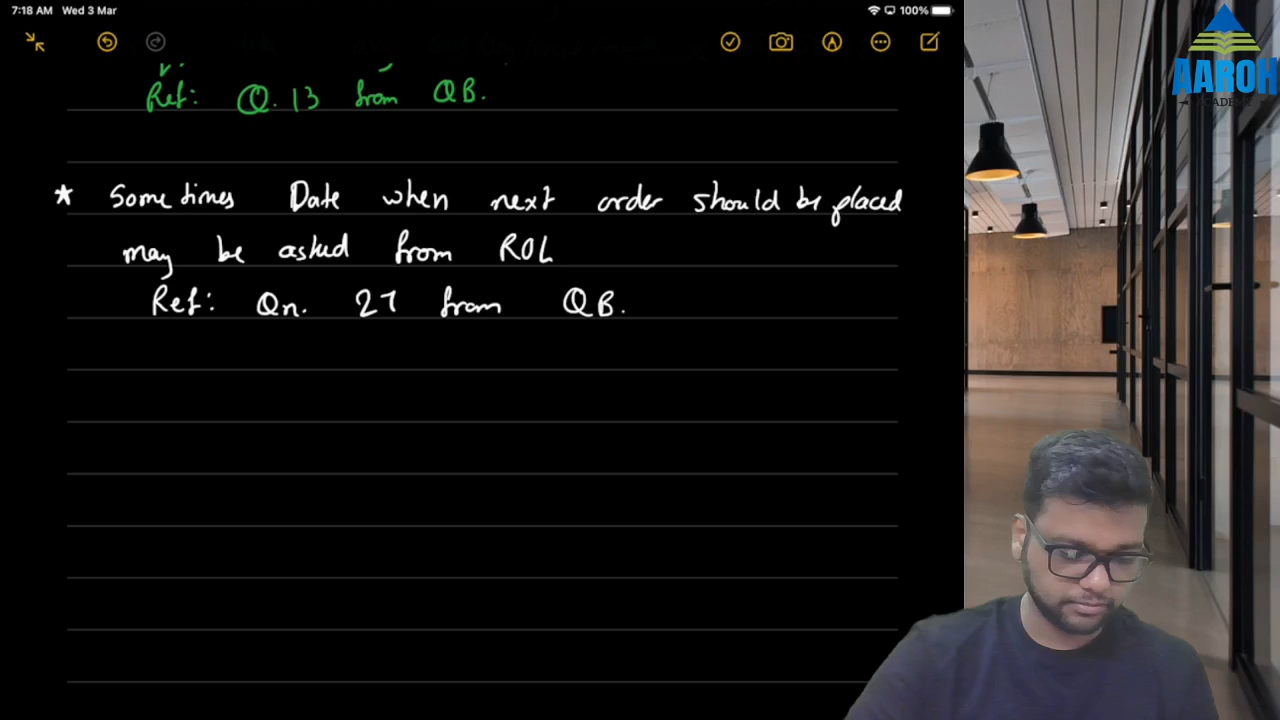 7:18 AM Wed 3 Mar
100%
Ref: Q. 13 from QB.
* Sometimes Date when next order should be placed
may be asked from ROL
Ref: Qn. 27 from QB.
AAROH
ACADEMY